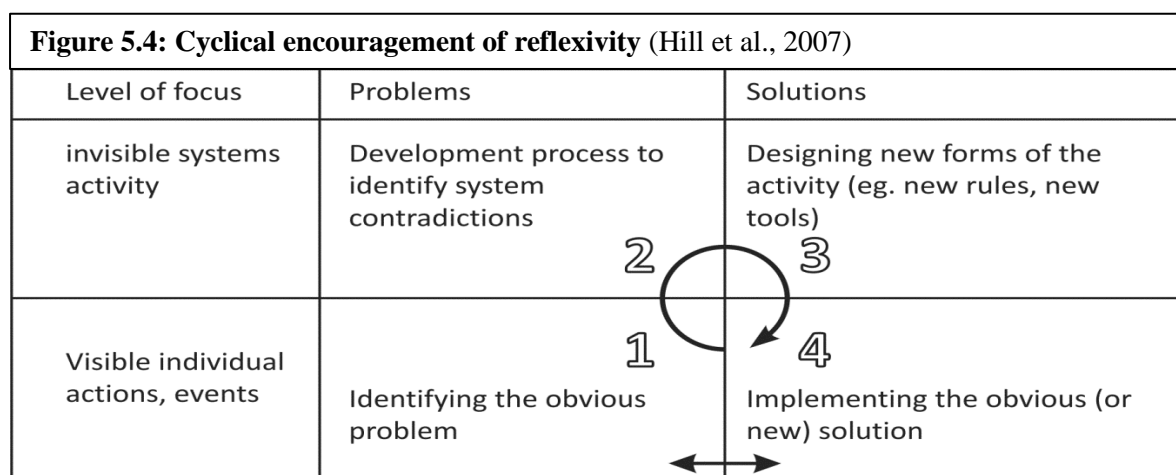 Figure 5.4: Cyclical encouragement of reflexivity (Hill et al., 2007)
Level of focus
Problems
Solutions
invisible systems
activity
Development process to
identify system
contradictions
Designing new forms of the
activity (eg. new rules, new
tools)
2
3
1
4
Visible individual
actions, events
Identifying the obvious
problem
Implementing the obvious (or
new) solution